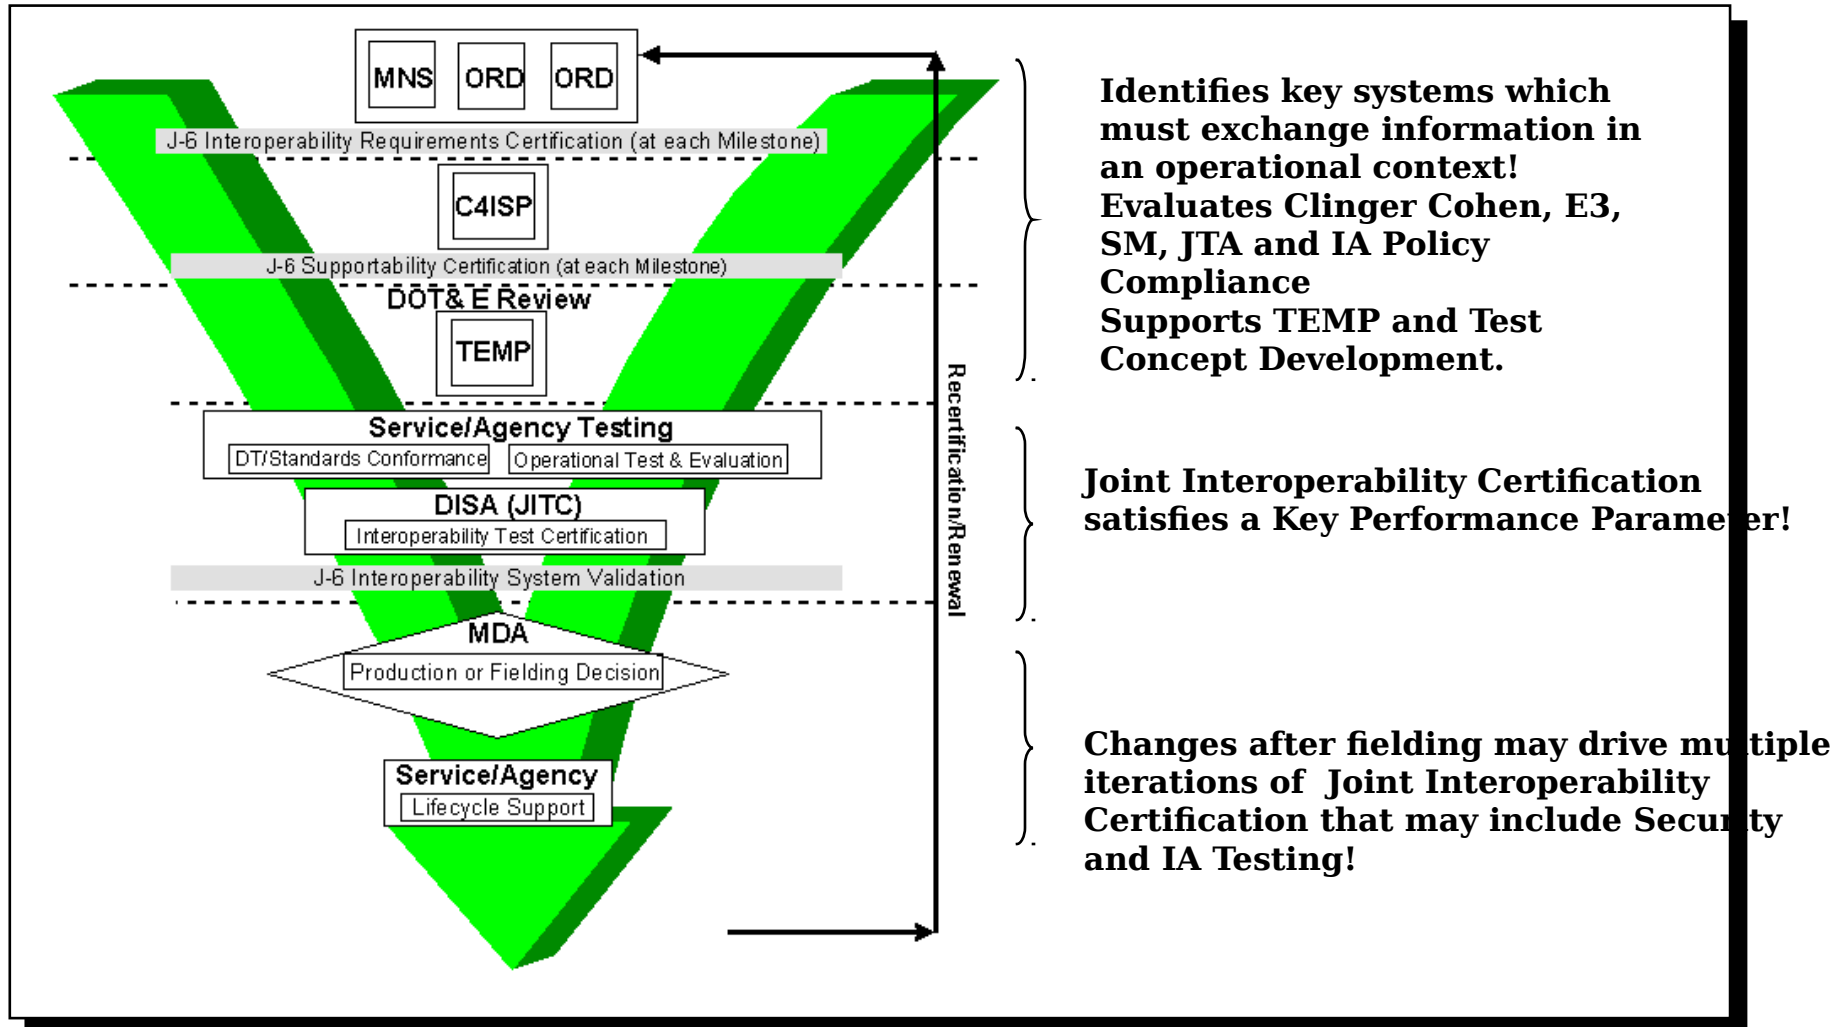 MNS ORD ORD
J-6 Interoperability Requirements Certification (at each Milestone)
C4ISP
J-6 Supportability Certification (at each Milestone)
DOT& E Review
TEMP
Service/Agency Testing
DT/Standards Conformance Operational Test & Evaluation
DISA (JITC)
Interoperability Test Certification
J-6 Interoperability System Validation
MDA
Production or Fielding Decision
Service/Agency
Lifecycle Support
Recertification/Renewal
Identifies key systems which
must exchange information in
an operational context!
Evaluates Clinger Cohen, E3,
SM, JTA and IA Policy
Compliance
Supports TEMP and Test
Concept Development.
Joint Interoperability Certification
satisfies a Key Performance Parameter!
Changes after fielding may drive multiple
iterations of  Joint Interoperability
Certification that may include Security
and IA Testing!